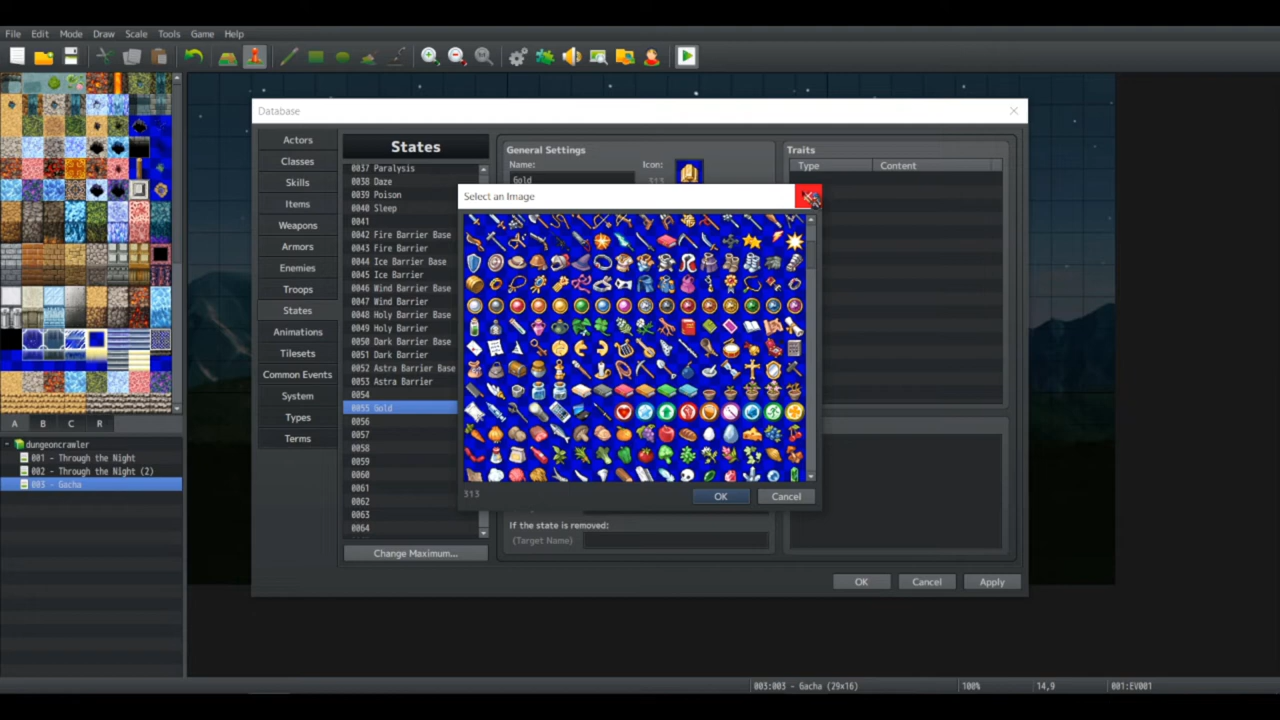 File Edit Mode Draw Scale Tools Game Help
Database
Actors
Classes
Skills
Items
Weapons
Armors
Enemies
Troops
States
Animations
Tilesets
Common Events
System
Types
Terms
States
0037 Paralysis
0038 Daze
0039 Poison
0040 Sleep
0041
0042 Fire Barrier Base
0043 Fire Barrier
0044 Ice Barrier Base
0045 Ice Barrier
0046 Wind Barrier Base
0047 Wind Barrier
0048 Holy Barrier Base
0049 Holy Barrier
0050 Dark Barrier Base
0051 Dark Barrier
0052 Astra Barrier Base
0053 Astra Barrier
0054
0055 Gold
0056
0057
0058
0059
0060
0061
0062
0063
0064
Change Maximum...
General Settings
Name: Icon:
Gold 313
Traits
Type Content
Select an Image
313
OK Cancel
If the state is removed:
(Target Name)
OK Cancel Apply
A B C R
dungeoncrawler
001 - Through the Night
002 - Through the Night (2)
003 - Gacha
003:003 - Gacha (29x16) 100% 14,9 001:EV001